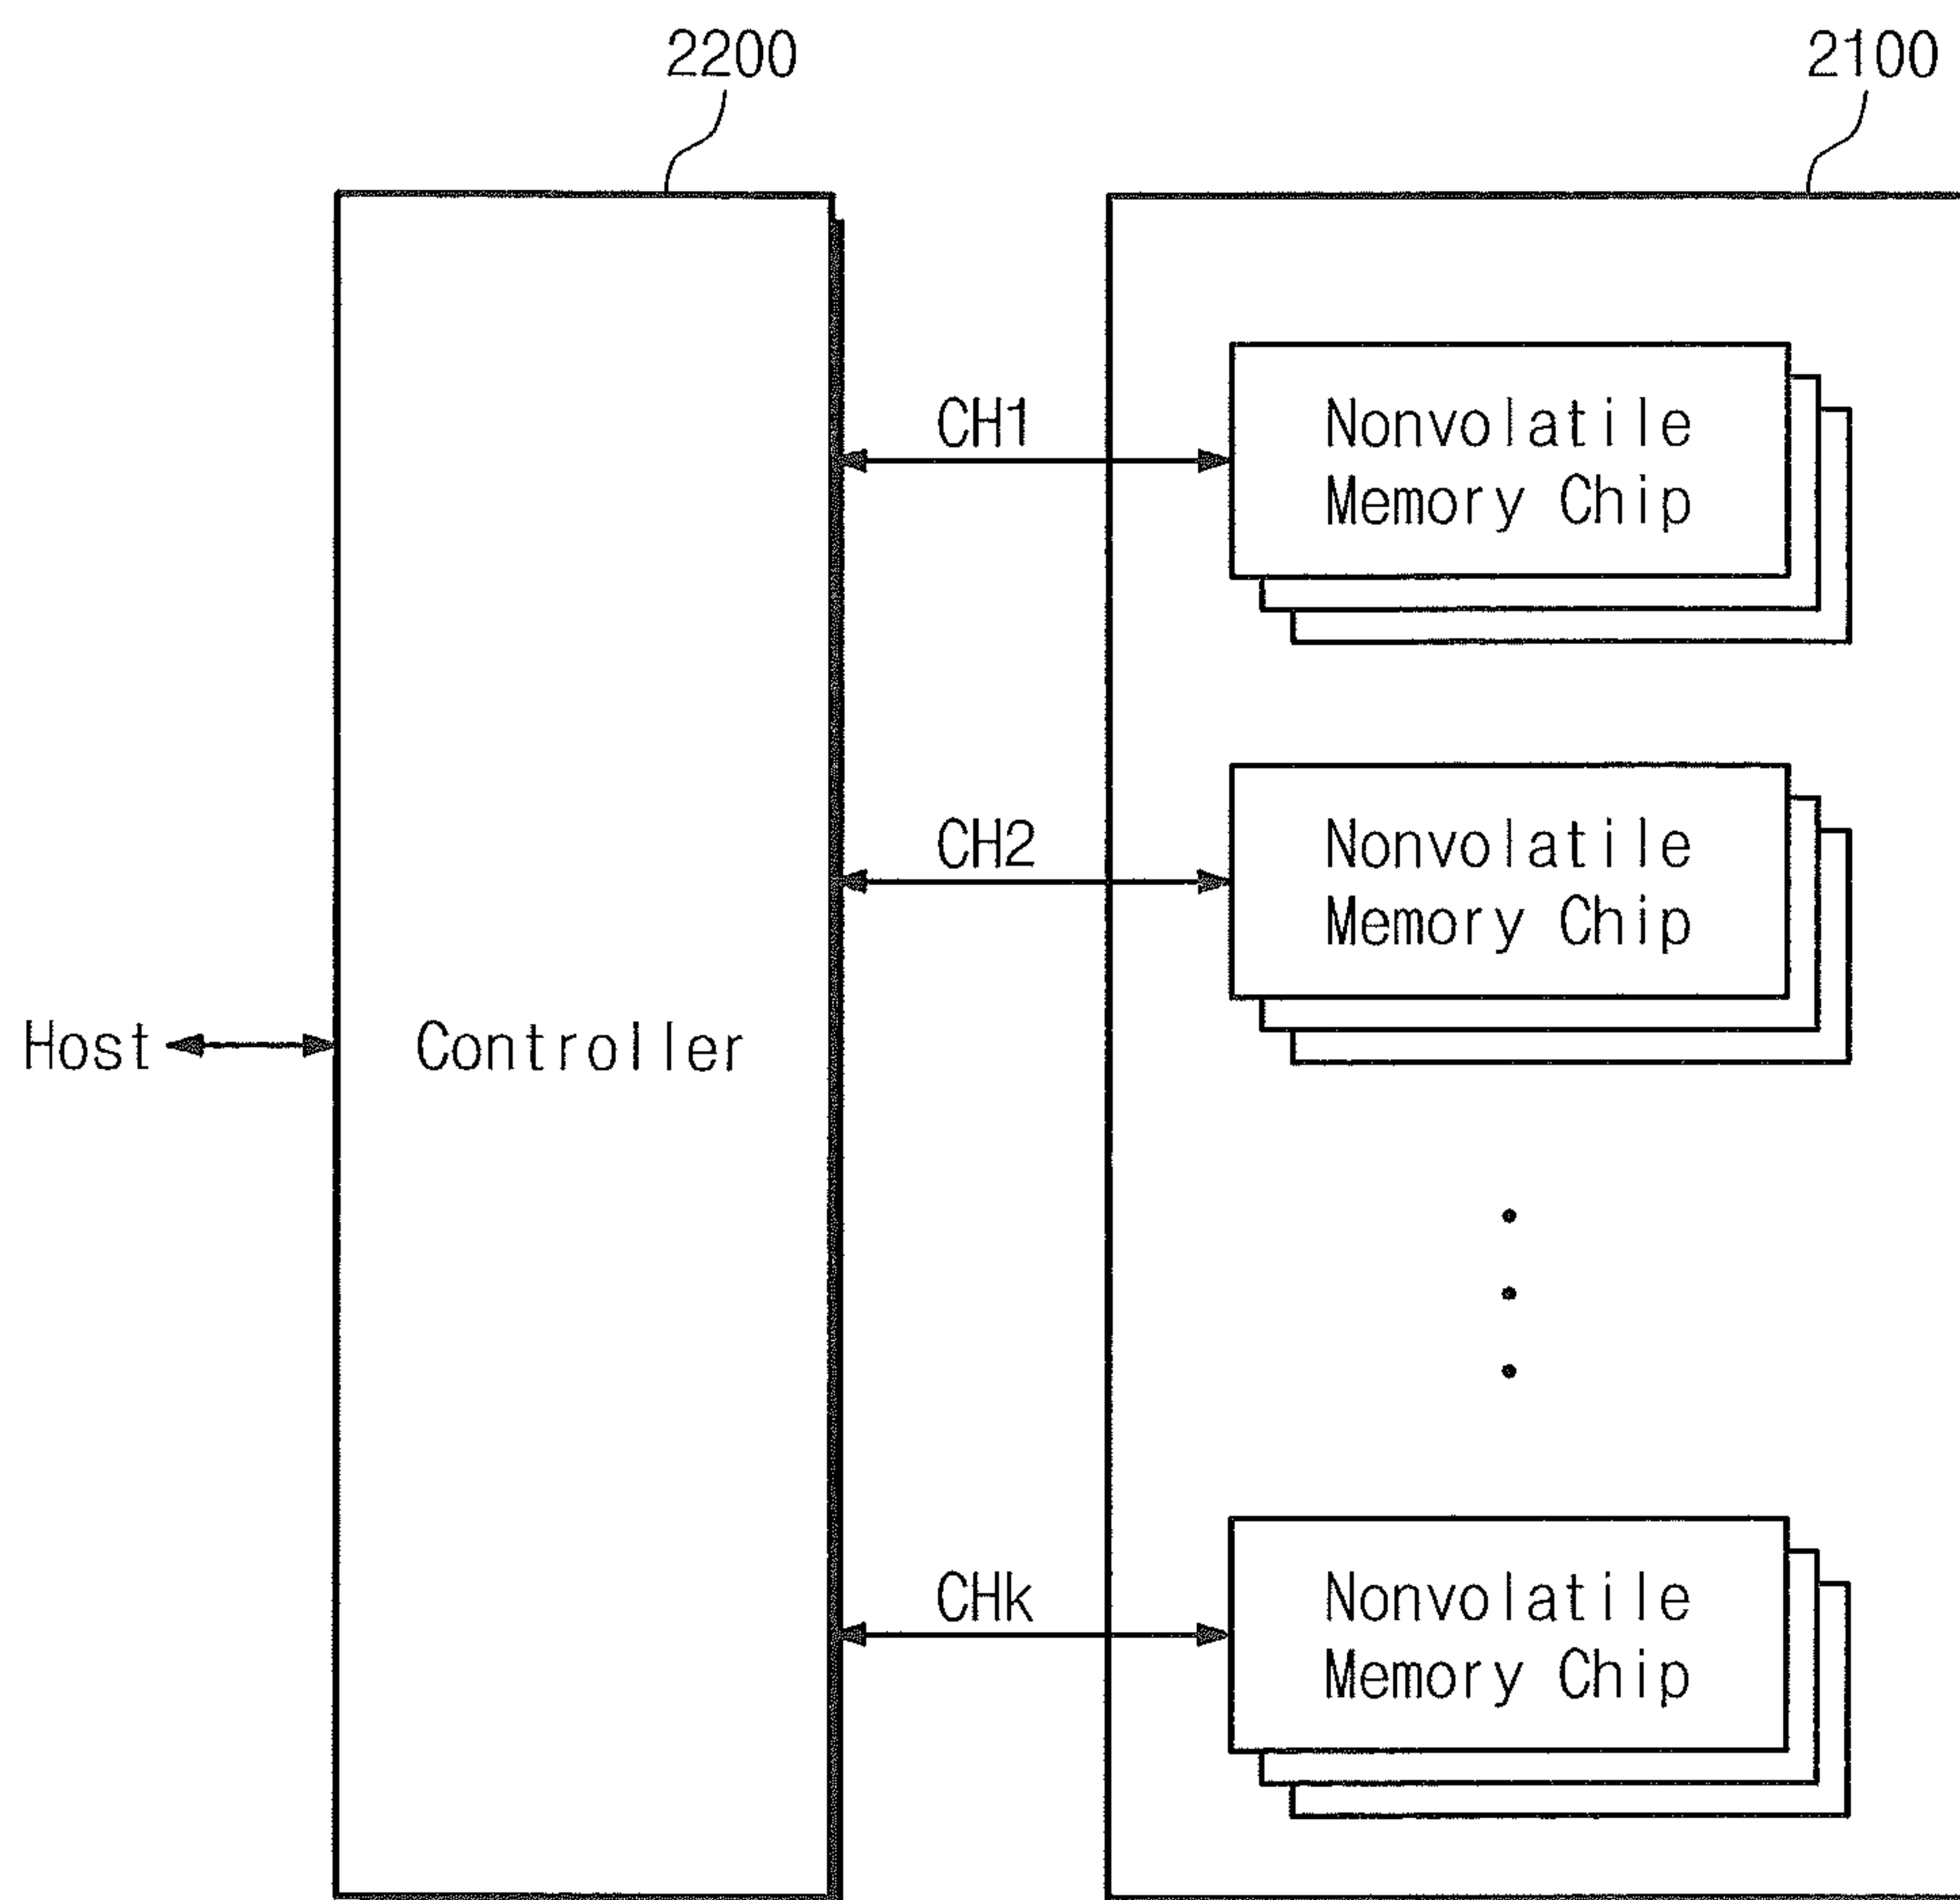 2200
2100
CH1
Nonvolatile
Memory Chip
CH2
Nonvolatile
Memory Chip
Host
Controller
CHk
Nonvolatile
Memory Chip